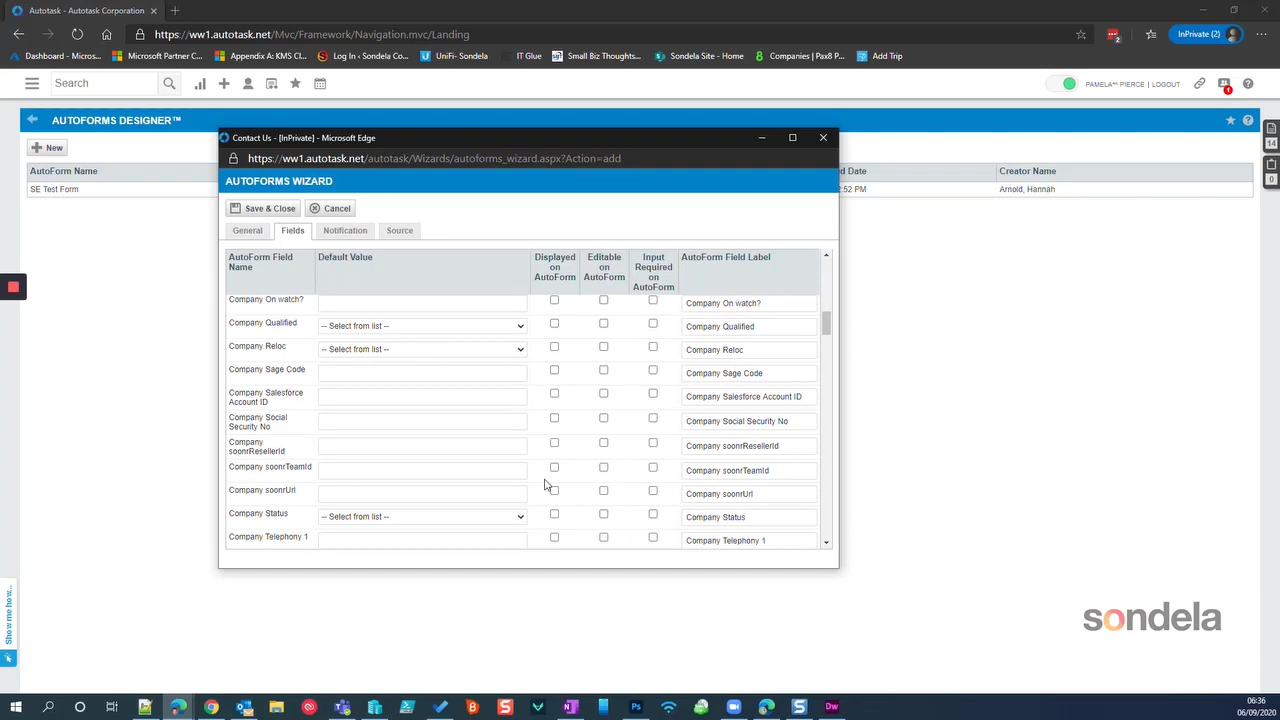 Autotask - Autotask Corporation
https://ww1.autotask.net/Mvc/Framework/Navigation.mvc/Landing
InPrivate (2)
Dashboard - Micros...
Microsoft Partner C...
Appendix A: KMS Cl...
Log In ‹ Sondela Co...
UniFi- Sondela
IT Glue
Small Biz Thoughts...
Sondela Site - Home
Companies | Pax8 P...
Add Trip
Search
PAMELA** PIERCE | LOGOUT
AUTOFORMS DESIGNER™
New
AutoForm Name
d Date
Creator Name
SE Test Form
:52 PM
Arnold, Hannah
14
0
Contact Us - [InPrivate] - Microsoft Edge
https://ww1.autotask.net/autotask/Wizards/autoforms_wizard.aspx?Action=add
AUTOFORMS WIZARD
Save & Close
Cancel
General
Fields
Notification
Source
AutoForm Field Name
Default Value
Displayed on AutoForm
Editable on AutoForm
Input Required on AutoForm
AutoForm Field Label
Company On watch?
Company On watch?
Company Qualified
-- Select from list --
Company Qualified
Company Reloc
-- Select from list --
Company Reloc
Company Sage Code
Company Sage Code
Company Salesforce Account ID
Company Salesforce Account ID
Company Social Security No
Company Social Security No
Company soonrResellerId
Company soonrResellerId
Company soonrTeamId
Company soonrTeamId
Company soonrUrl
Company soonrUrl
Company Status
-- Select from list --
Company Status
Company Telephony 1
Company Telephony 1
Show me how...
sondela
06:36
06/09/2020